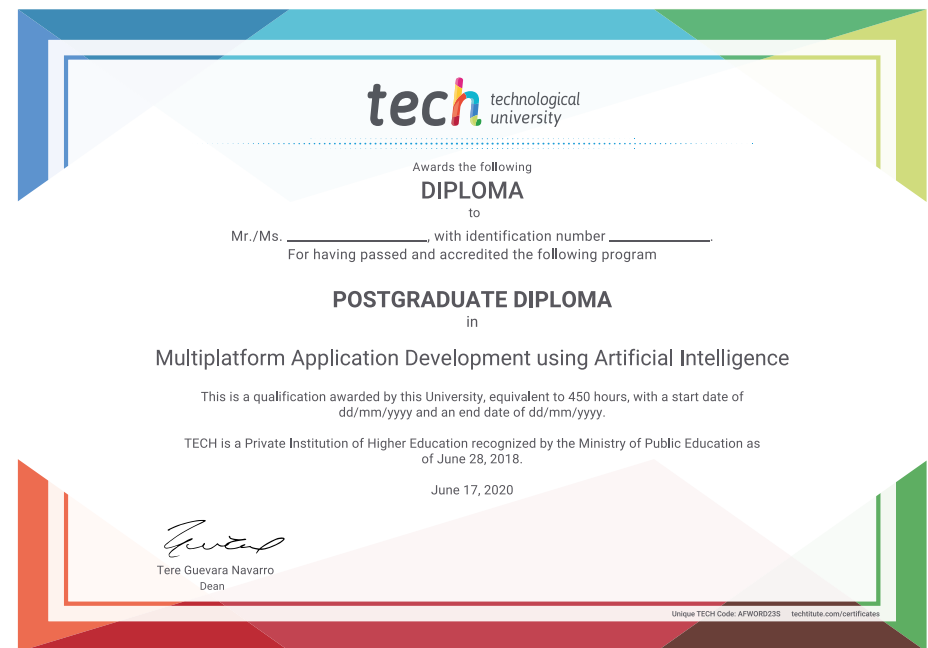 tech technological
university
Awards the following
DIPLOMA
to
Mr./Ms. ____________, with identification number ____________.
For having passed and accredited the following program
POSTGRADUATE DIPLOMA
in
Multiplatform Application Development using Artificial Intelligence
This is a qualification awarded by this University, equivalent to 450 hours, with a start date of
dd/mm/yyyy and an end date of dd/mm/yyyy.
TECH is a Private Institution of Higher Education recognized by the Ministry of Public Education as
of June 28, 2018.
June 17, 2020
Tere Guevara Navarro
Dean
Unique TECH Code: AFWORD23S techtitute.com/certificates